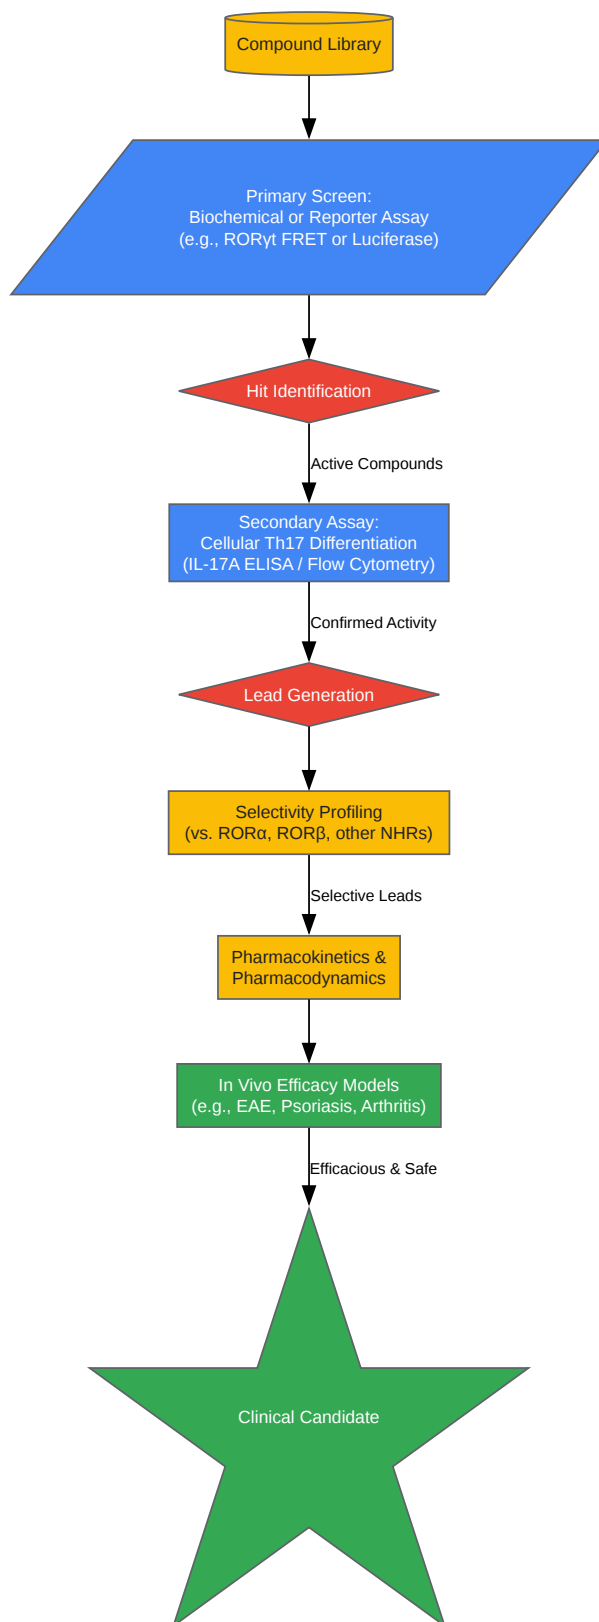 Compound Library
Primary Screen:
Biochemical or Reporter Assay
(e.g., RORγt FRET or Luciferase)
Hit Identification
Active Compounds
Secondary Assay:
Cellular Th17 Differentiation
(IL-17A ELISA / Flow Cytometry)
Confirmed Activity
Lead Generation
Selectivity Profiling
(vs. RORα, RORβ, other NHRs)
Selective Leads
Pharmacokinetics &
Pharmacodynamics
In Vivo Efficacy Models
(e.g., EAE, Psoriasis, Arthritis)
Efficacious & Safe
Clinical Candidate